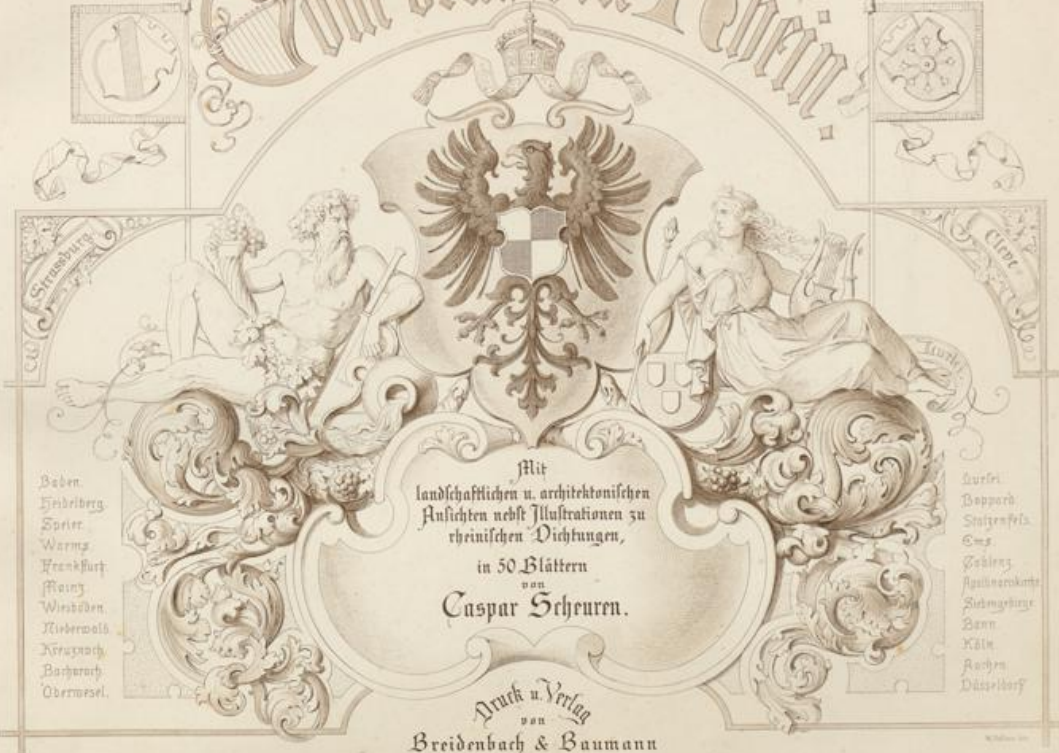 Rhein.
Strassburg.
Cleve
Mit
landschaftlichen u. architektonischen
Ansichten nebst Illustrationen zu
rheinischen Dichtungen,
in 50 Blättern
von
Caspar Scheuren.
Baden.
Heidelberg.
Speier.
Worms.
Frankfurt.
Mainz.
Wiesbaden.
Niederwald.
Kreuznach.
Bacharach.
Oberwesel.
Lurlei.
Boppard.
Stolzenfels.
Ems.
Coblenz.
Apollinariskirche.
Siebengebirge.
Bonn.
Köln.
Aachen.
Düsseldorf
Druck u. Verlag
von
Breidenbach & Baumann